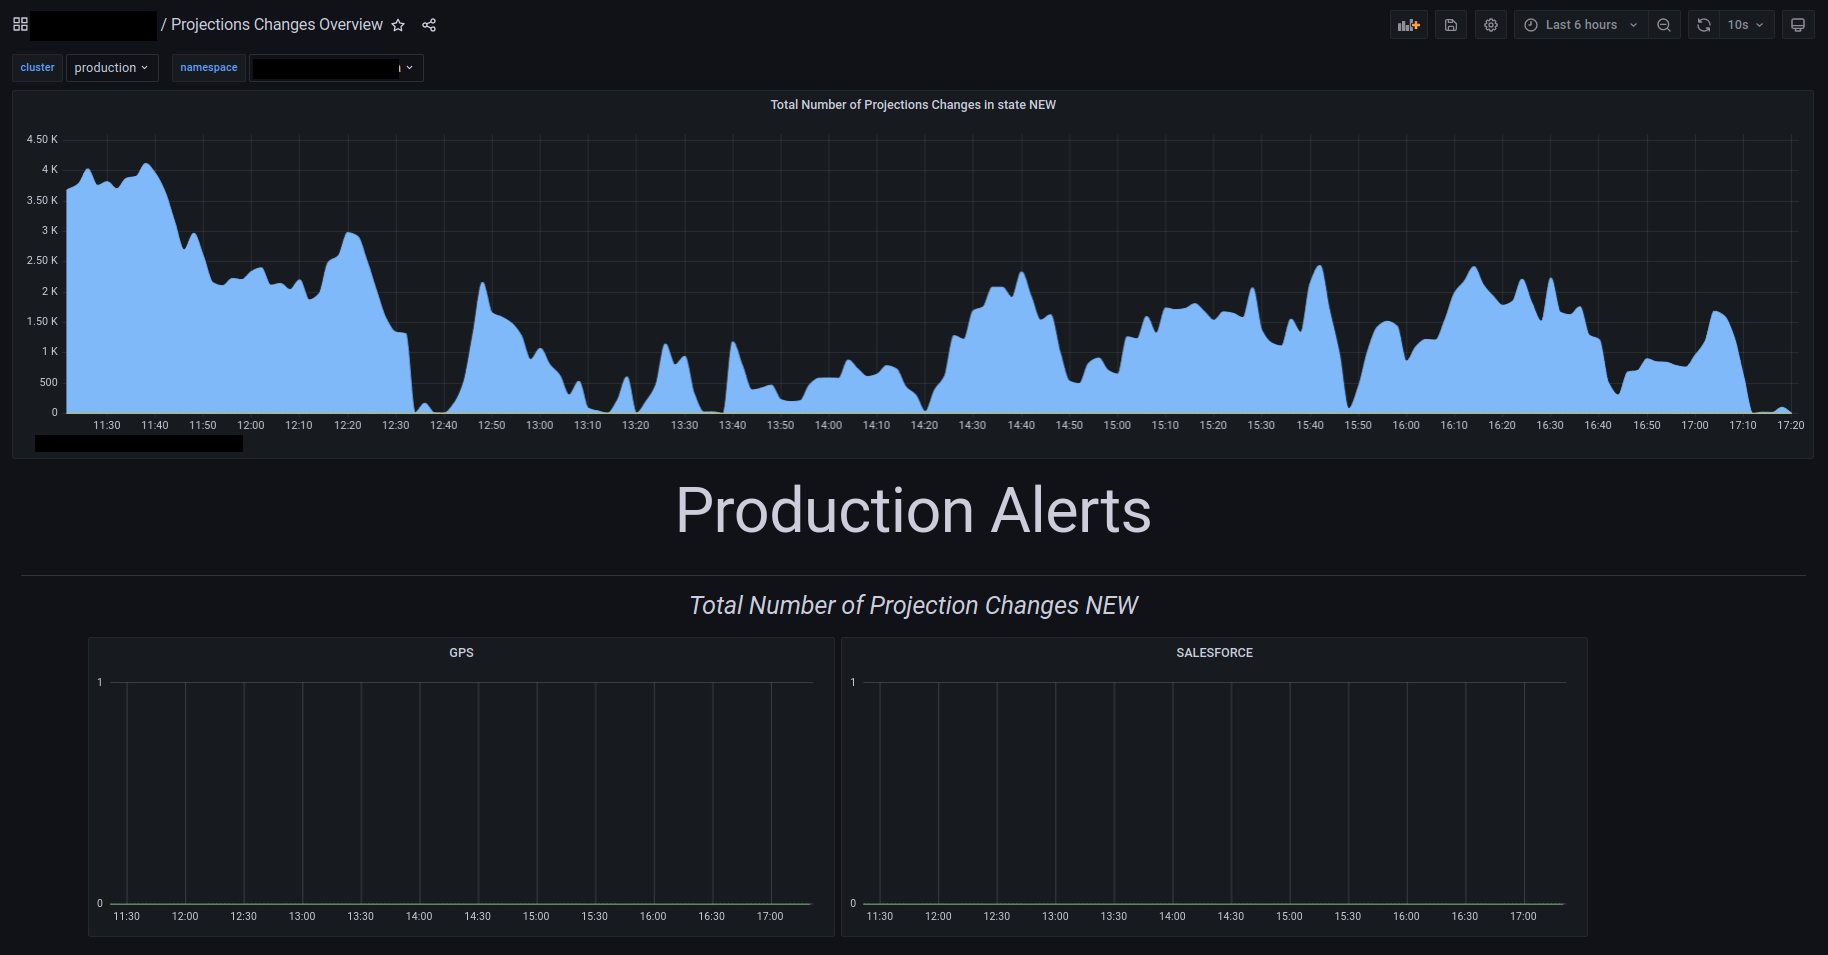 / Projections Changes Overview
Last 6 hours
10s
cluster
production
namespace
Total Number of Projections Changes in state NEW
4.50 K
4 K
3.50 K
3 K
2.50 K
2 K
1.50 K
1 K
500
0
11:30 11:40 11:50 12:00 12:10 12:20 12:30 12:40 12:50 13:00 13:10 13:20 13:30 13:40 13:50 14:00 14:10 14:20 14:30 14:40 14:50 15:00 15:10 15:20 15:30 15:40 15:50 16:00 16:10 16:20 16:30 16:40 16:50 17:00 17:10 17:20
Production Alerts
Total Number of Projection Changes NEW
GPS
1
0
11:30 12:00 12:30 13:00 13:30 14:00 14:30 15:00 15:30 16:00 16:30 17:00
SALESFORCE
1
0
11:30 12:00 12:30 13:00 13:30 14:00 14:30 15:00 15:30 16:00 16:30 17:00